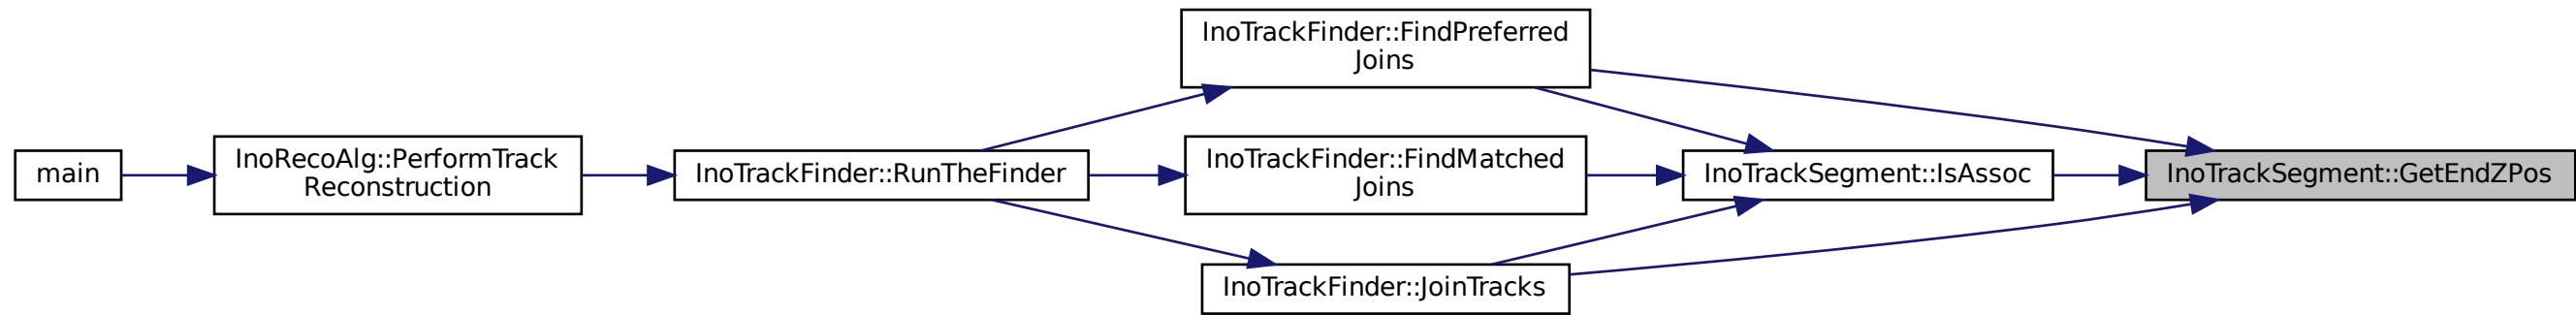 main
InoRecoAlg::PerformTrack
Reconstruction
InoTrackFinder::RunTheFinder
InoTrackFinder::FindPreferred
Joins
InoTrackFinder::FindMatched
Joins
InoTrackFinder::JoinTracks
InoTrackSegment::IsAssoc
InoTrackSegment::GetEndZPos